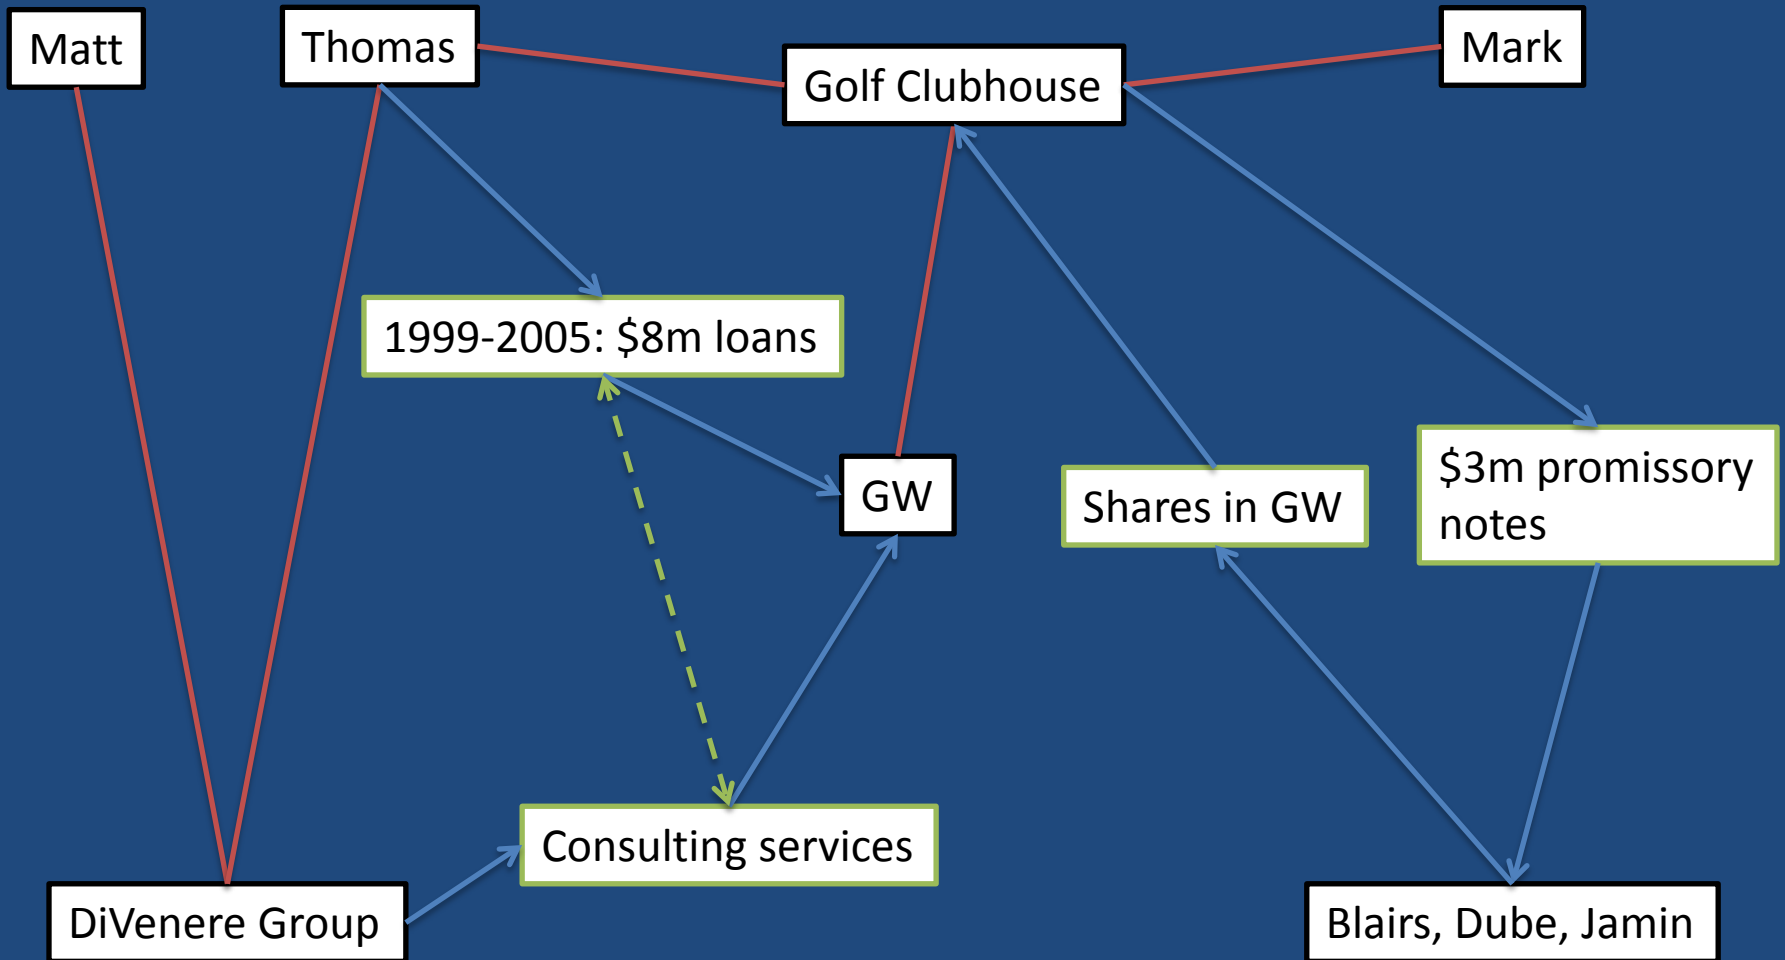 Matt
Thomas
Golf Clubhouse
Mark
1999-2005: $8m loans
GW
Shares in GW
$3m promissory
notes
Consulting services
DiVenere Group
Blairs, Dube, Jamin